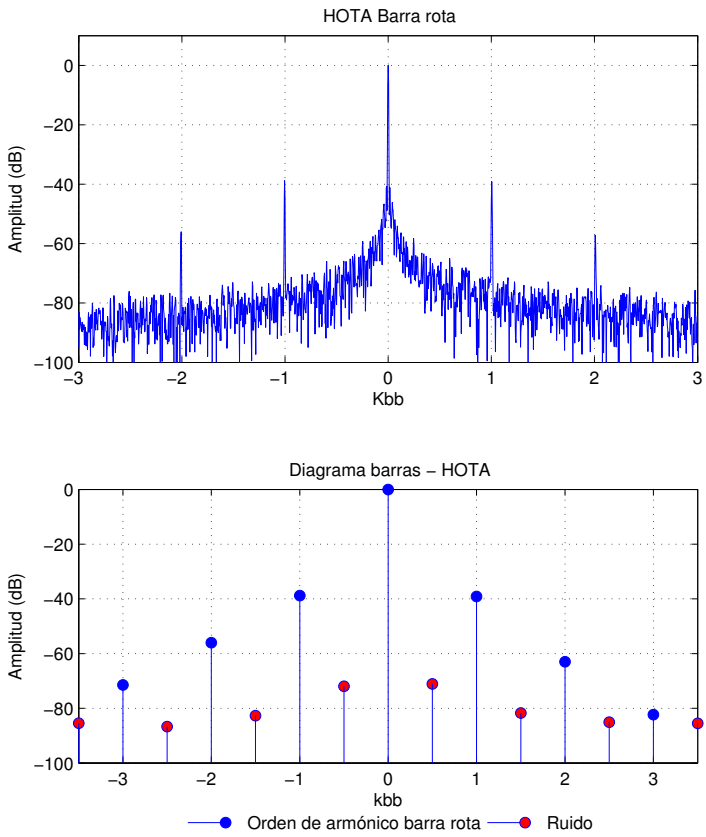 HOTA Barra rota
0
−20
−40
−60
−80
−100
Amplitud (dB)
−3 −2 −1 0 1 2 3
Kbb
Diagrama barras − HOTA
0
−20
−40
−60
−80
−100
Amplitud (dB)
−3 −2 −1 0 1 2 3
kbb
Orden de armónico barra rota Ruido